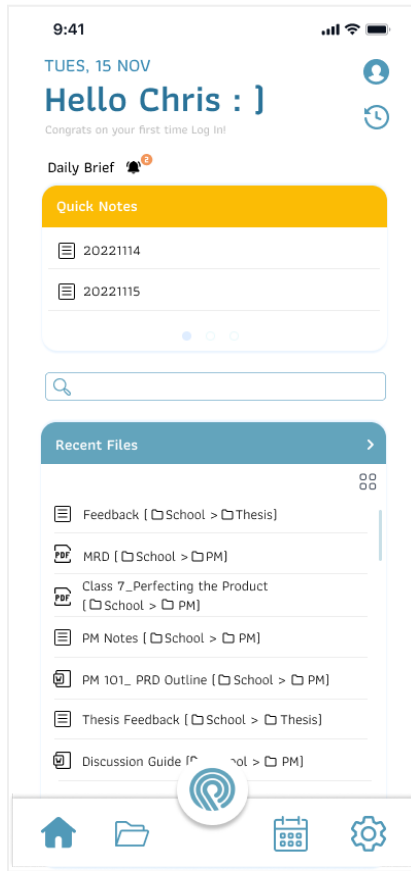 9:41
TUES, 15 NOV
Hello Chris : ]
Congrats on your first time Log In!
Daily Brief 2
Quick Notes
20221114
20221115
Recent Files >
Feedback [ School > Thesis]
PDF MRD [ School > PM]
Class 7_Perfecting the Product
PDF
[ School > PM]
PM Notes [ School > PM]
W PM 101_ PRD Outline [ School > PM]
Thesis Feedback [ School > Thesis]
W Discussion Guide [ > PM]